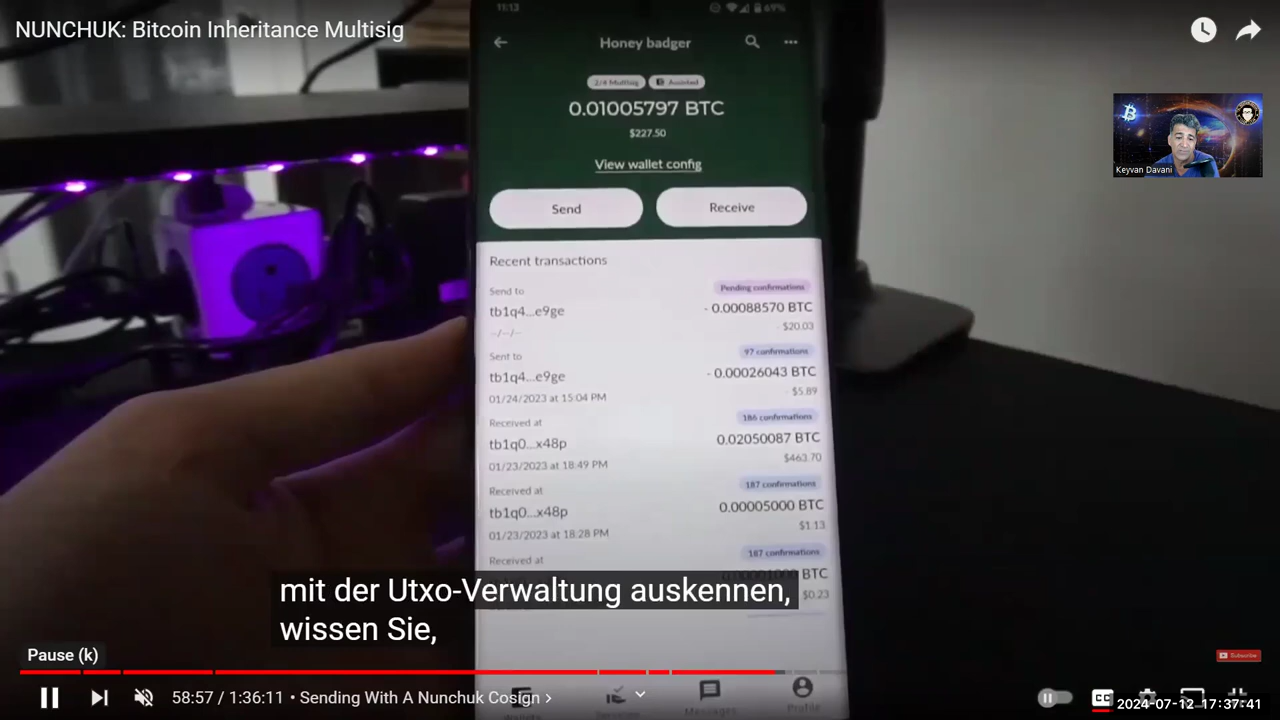 NUNCHUK: Bitcoin Inheritance Multisig
11:13
69%
Honey badger
2/4 Multisig
Assisted
0.01005797 BTC
$227.50
View wallet config
Send
Receive
Keyvan Davani
Recent transactions
Send to
Pending confirmations
tb1q4...e9ge
- 0.00088570 BTC
--/--/--
- $20.03
Sent to
97 confirmations
tb1q4...e9ge
- 0.00026043 BTC
01/24/2023 at 15:04 PM
- $5.89
Received at
186 confirmations
tb1q0...x48p
0.02050087 BTC
01/23/2023 at 18:49 PM
$463.70
Received at
187 confirmations
tb1q0...x48p
0.00005000 BTC
01/23/2023 at 18:28 PM
$1.13
Received at
187 confirmations
BTC
$0.23
mit der Utxo-Verwaltung auskennen,
wissen Sie,
Pause (k)
Subscribe
58:57 / 1:36:11 • Sending With A Nunchuk Cosign ›
Messages
Profile
CC
2024-07-12 17:37:41